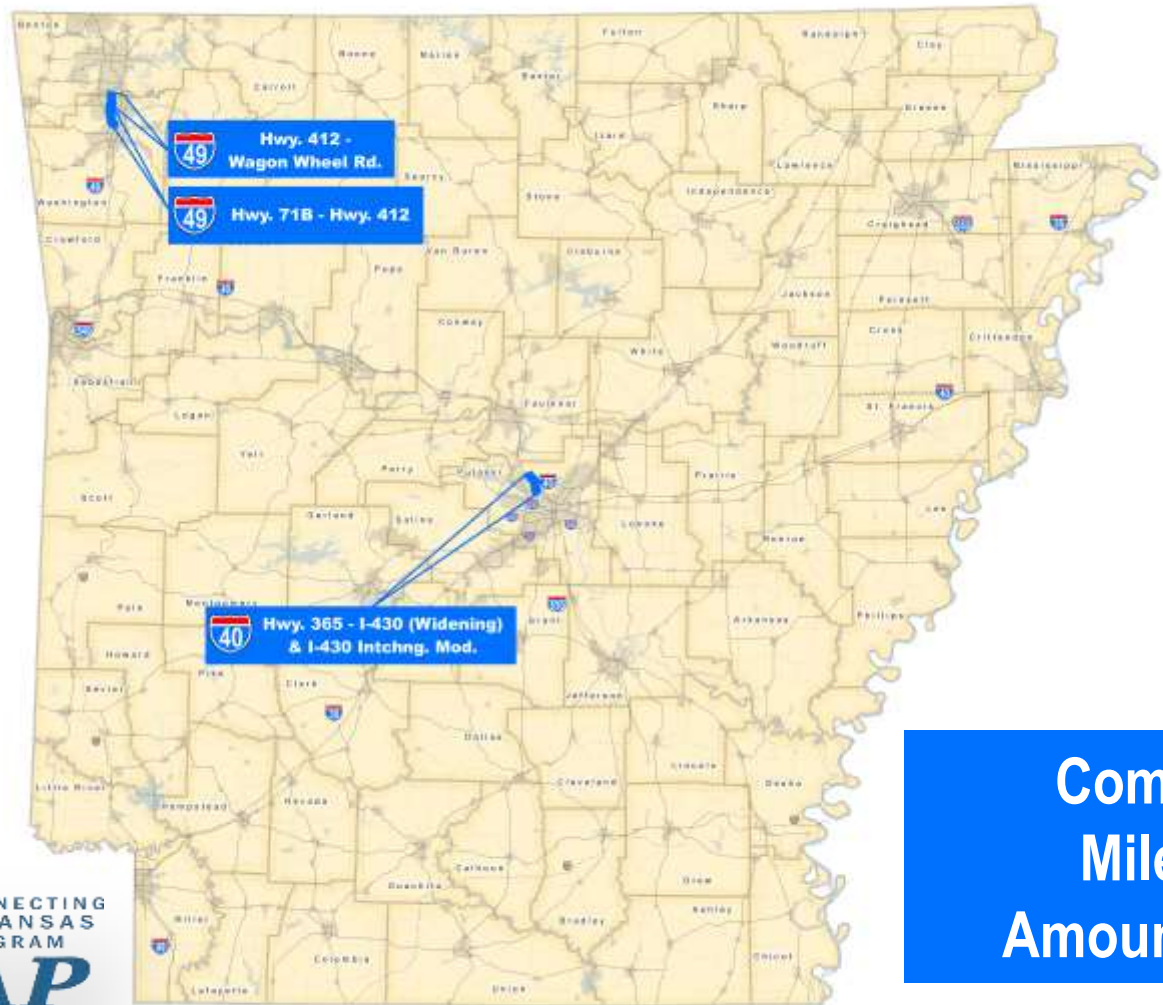 Benton
Boone
Marion
Fulton
Randolph
Clay
Baxter
Carroll
Sharp
Greene
Izard
Hwy. 412 -
49
Wagon Wheel Rd.
Lawrence
Mississippi
Searcy
Stone
Independence
49
Washington
49 Hwy. 71B - Hwy. 412
Craighead
Crawford
Van Buren
Cleburne
Franklin
Pope
Jackson
Poinsett
Conway
Cross
Crittenden
White
Woodruff
Sebastian
Faulkner
Logan
St. Francis
Yell
Perry
Pulaski
Prairie
Scott
Garland
Saline
Lonoke
Lee
Monroe
Polk
Montgomery
Hwy. 365 - I-430 (Widening)
40
& I-430 Intchng. Mod.
Grant
Arkansas
Phillips
Howard
Pike
Clark
Sevier
Jefferson
Dallas
Cleveland
Lincoln
Desha
Little River
Hempstead
Nevada
Calhoun
Ouachita
Drew
Bradley
Ashley
Miller
Chicot
Columbia
Union
Lafayette
Com
Mile
Amour
NECTING
ANSAS
GRAM
AP